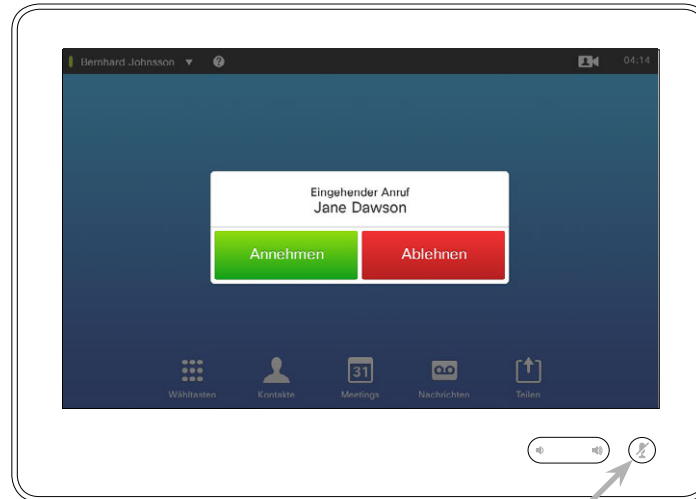 Bernhard Johnsson
?
04:14
Eingehender Anruf
Jane Dawson
Annehmen Ablehnen
31
Wähltasten Kontakte Meetings Nachrichten Teilen